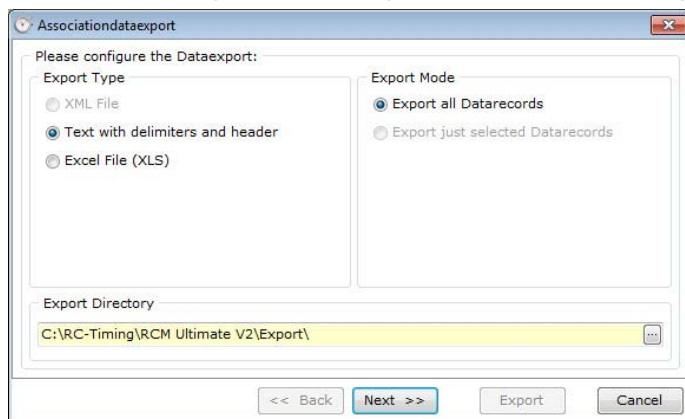 Associationdataexport
Please configure the Dataexport:
Export Type
XML File
Text with delimiters and header
Excel File (XLS)
Export Mode
Export all Datarecords
Export just selected Datarecords
Export Directory
C:\RC-Timing\RCM Ultimate V2\Export\
...
<< Back Next >> Export Cancel